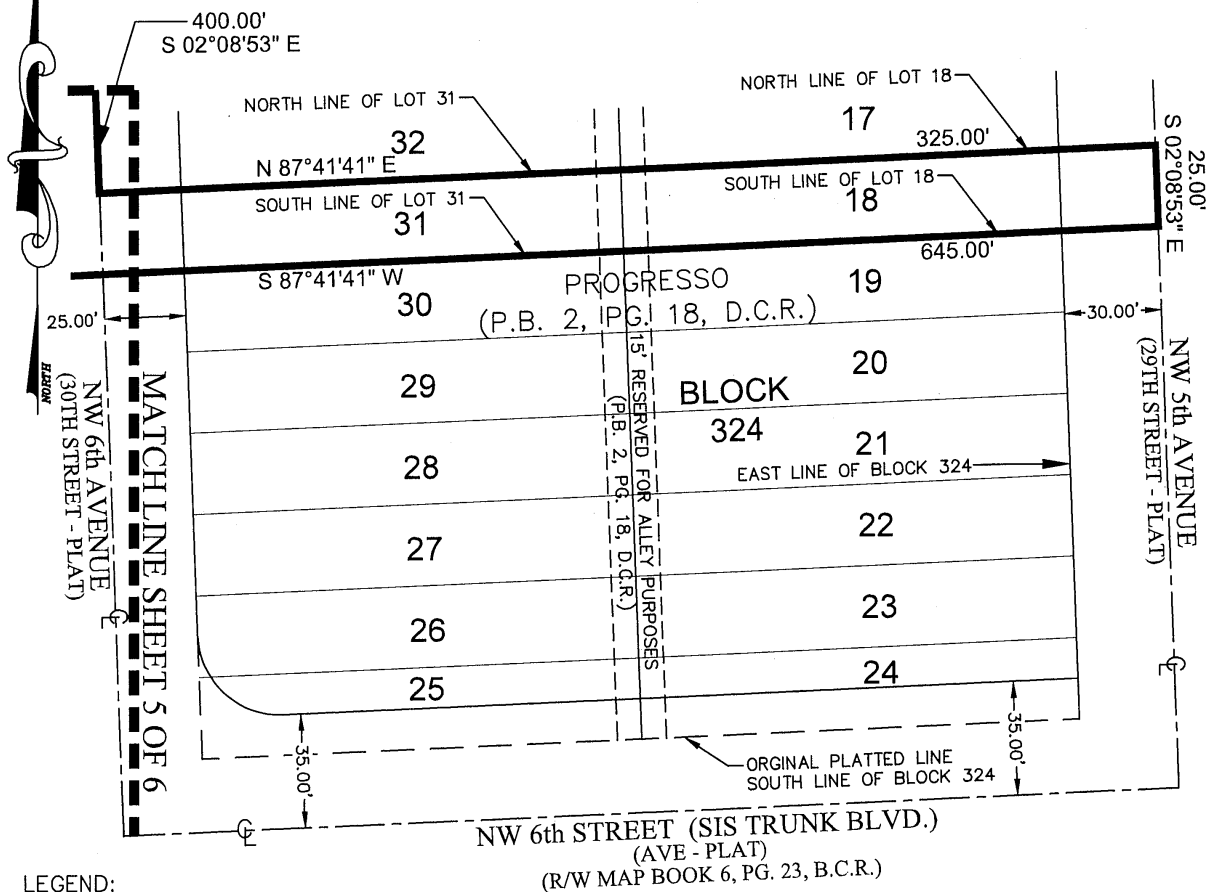 400.00'
S 02°08'53" E
NORTH LINE OF LOT 31
NORTH LINE OF LOT 18
32
17
325.00'
N 87°41'41" E
S 02°08'53" E
25.00'
SOUTH LINE OF LOT 31
SOUTH LINE OF LOT 18
31
18
645.00'
S 87°41'41" W
PROGRESSO
(P.B. 2, PG. 18, D.C.R.)
30
19
25.00'
30.00'
NORTH
NW 6th AVENUE
(30TH STREET - PLAT)
MATCH LINE SHEET 5 OF 6
NW 5th AVENUE
(29TH STREET - PLAT)
15' RESERVED FOR ALLEY PURPOSES
(P.B. 2, PG. 18, D.C.R.)
29
20
BLOCK
324
28
21
EAST LINE OF BLOCK 324
27
22
26
23
25
24
35.00'
35.00'
ORGINAL PLATTED LINE
SOUTH LINE OF BLOCK 324
NW 6th STREET (SIS TRUNK BLVD.)
(AVE - PLAT)
(R/W MAP BOOK 6, PG. 23, B.C.R.)
LEGEND: